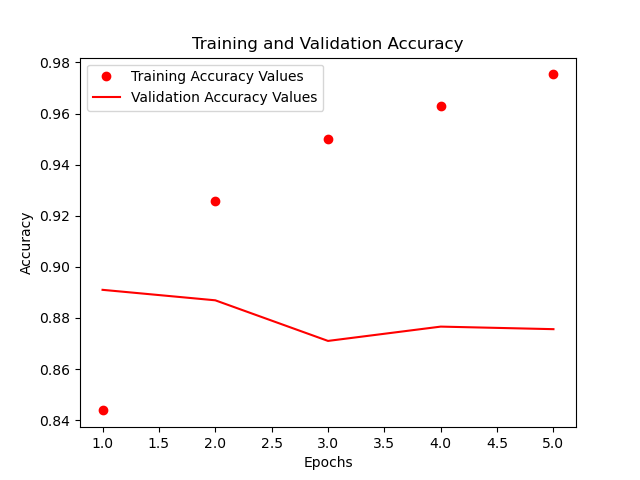 Training and Validation Accuracy
Training Accuracy Values
Validation Accuracy Values
Accuracy
0.98
0.96
0.94
0.92
0.90
0.88
0.86
0.84
1.0 1.5 2.0 2.5 3.0 3.5 4.0 4.5 5.0
Epochs